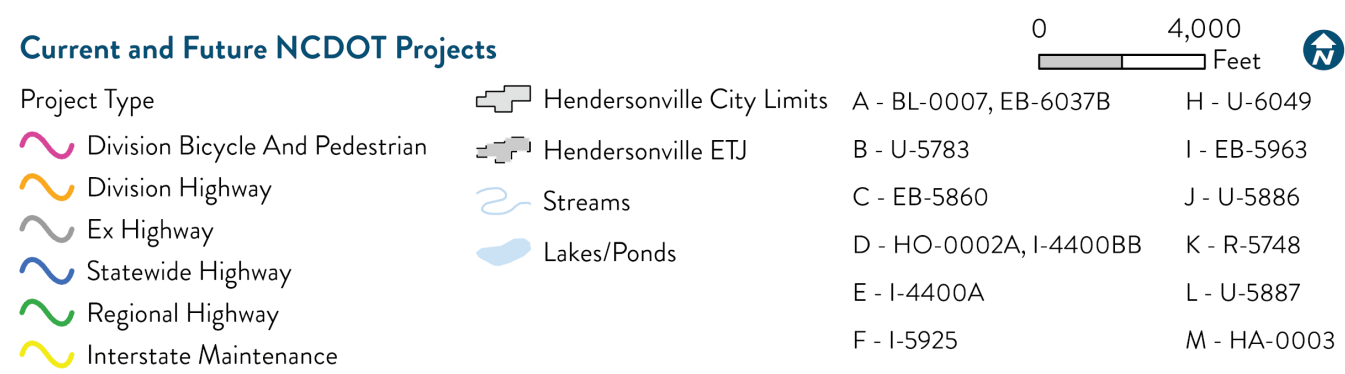 Current and Future NCDOT Projects
0 4,000
Feet
N
Project Type
Division Bicycle And Pedestrian
Division Highway
Ex Highway
Statewide Highway
Regional Highway
Interstate Maintenance
Hendersonville City Limits
Hendersonville ETJ
Streams
Lakes/Ponds
A - BL-0007, EB-6037B
B - U-5783
C - EB-5860
D - HO-0002A, I-4400BB
E - I-4400A
F - I-5925
H - U-6049
I - EB-5963
J - U-5886
K - R-5748
L - U-5887
M - HA-0003